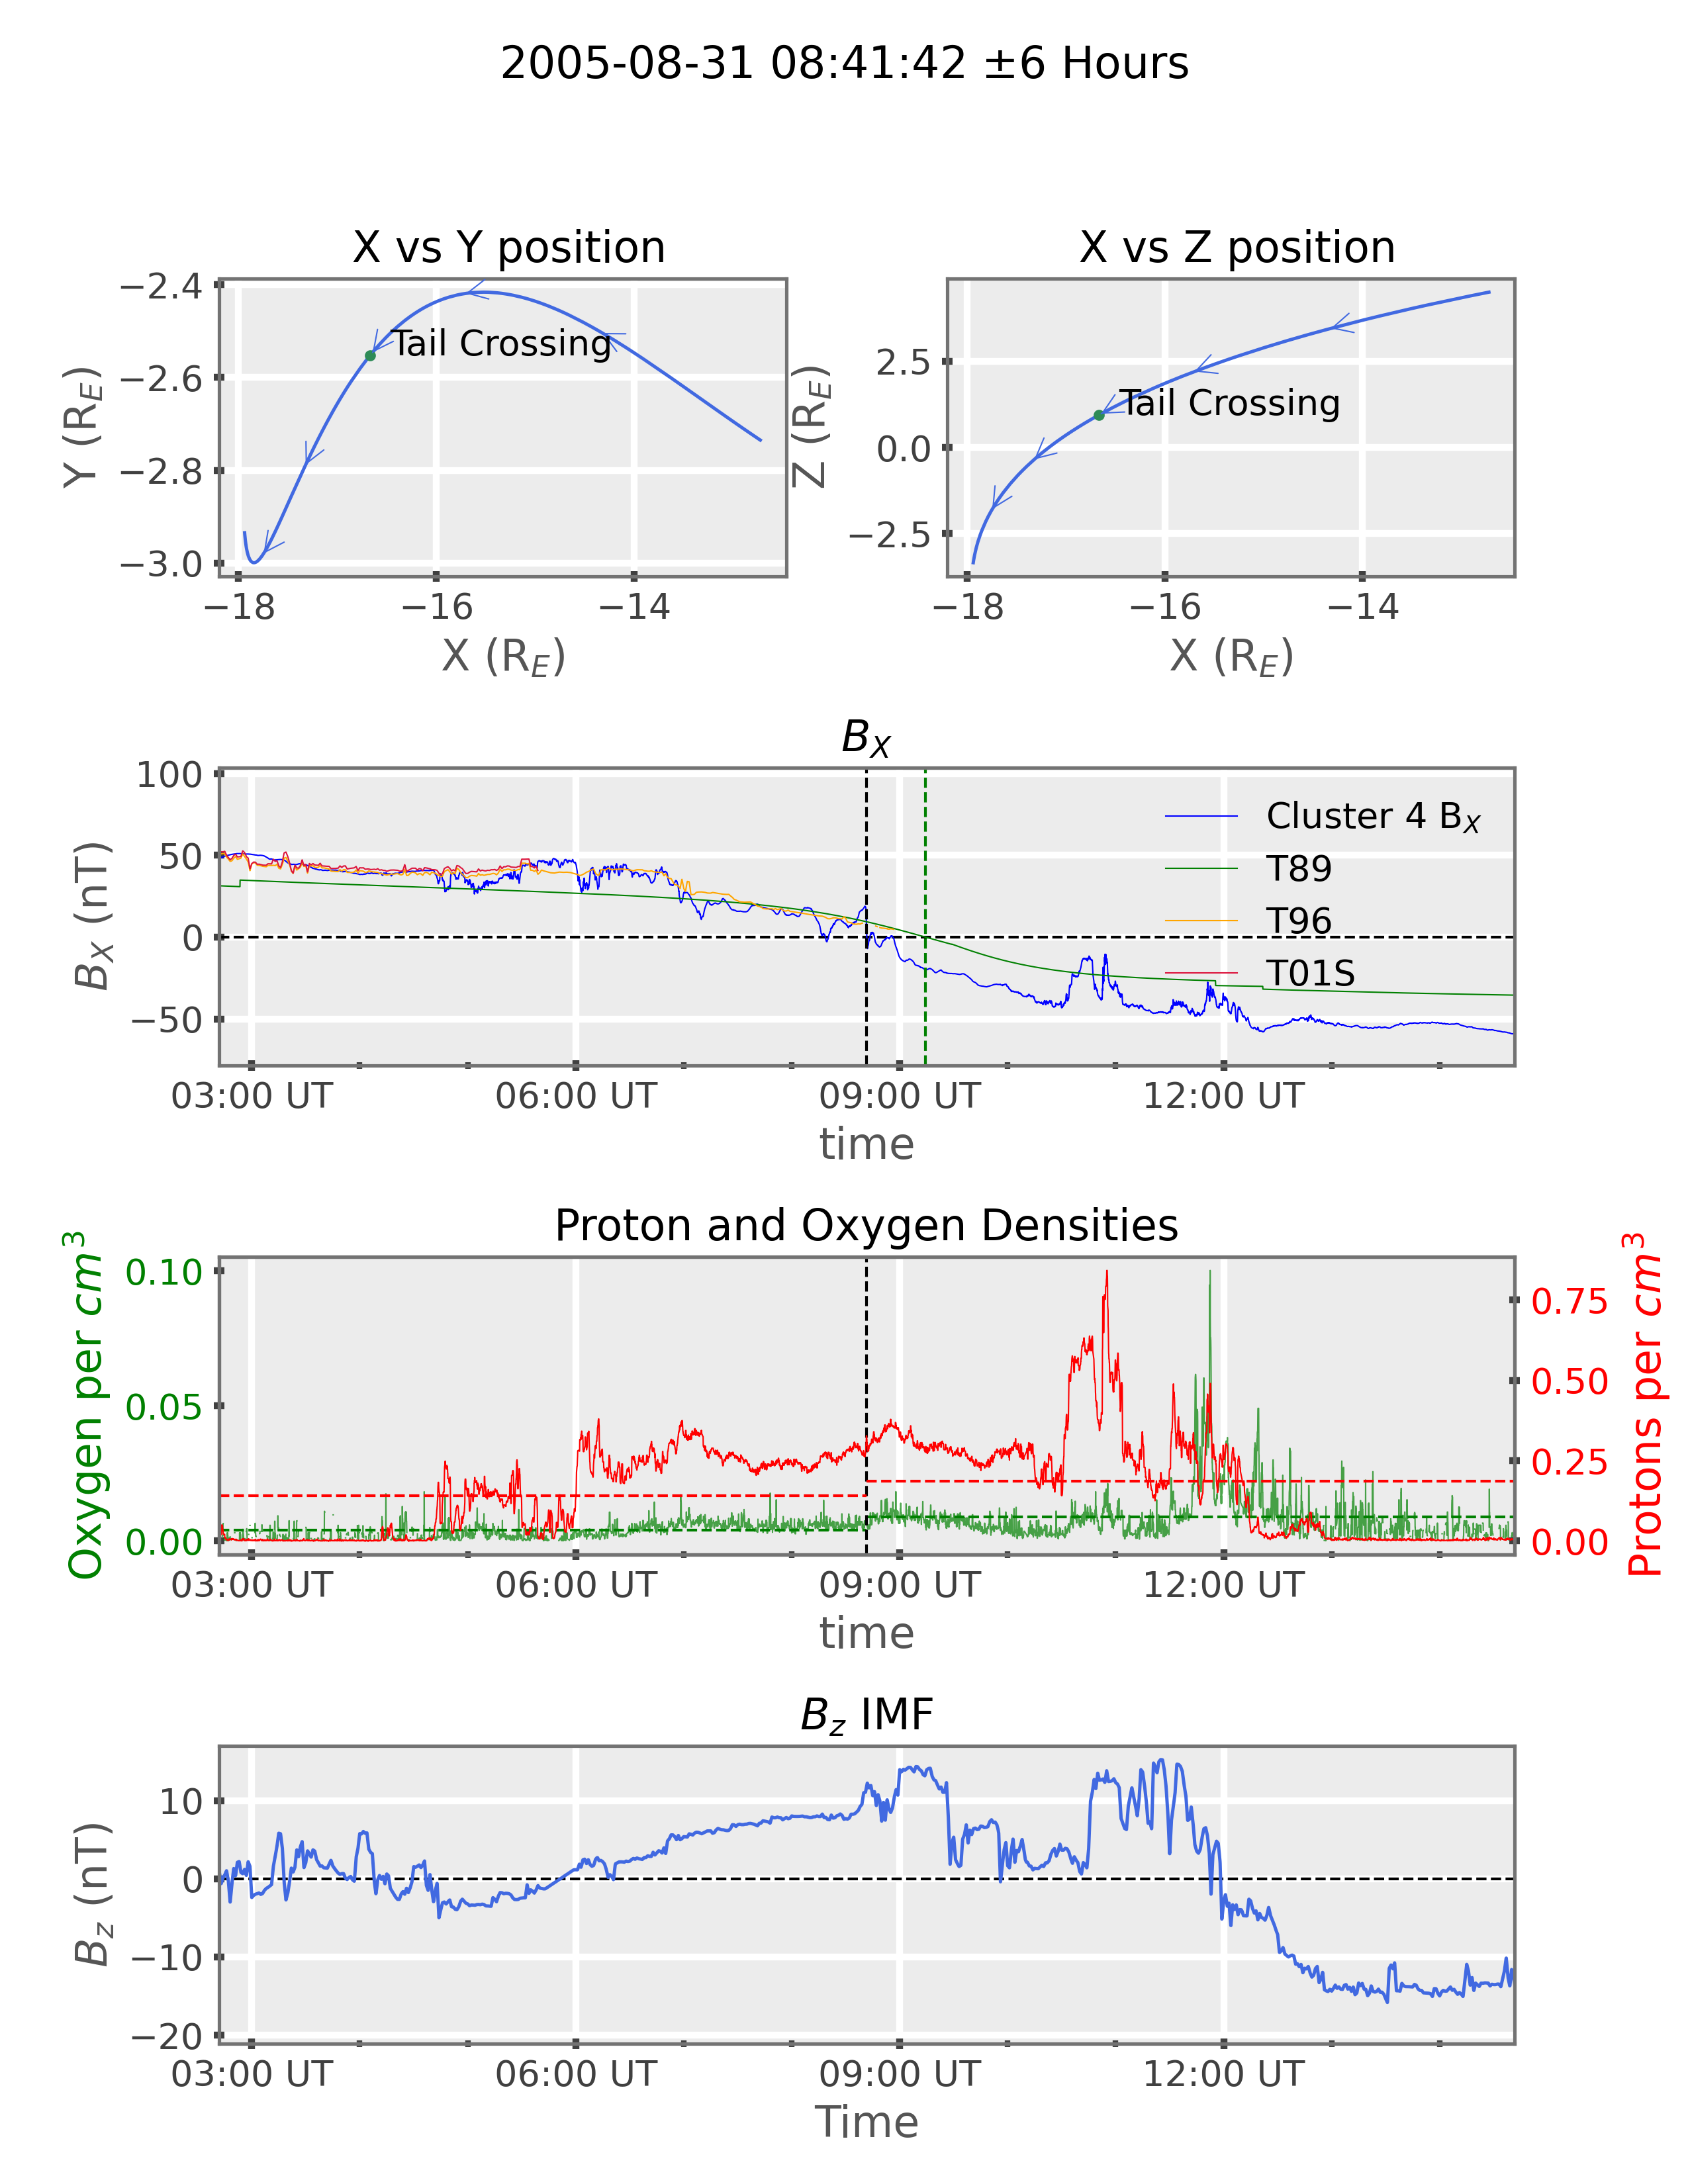 2005-08-31 08:41:42 ±6 Hours
X vs Y position
X vs Z position
−2.4
−2.6
−2.8
−3.0
Y (R_E)
Tail Crossing
−18 −16 −14
X (R_E)
2.5
0.0
−2.5
Z (R_E)
Tail Crossing
−18 −16 −14
X (R_E)
B_X
100
50
0
−50
B_X (nT)
Cluster 4 B_X
T89
T96
T01S
03:00 UT 06:00 UT 09:00 UT 12:00 UT
time
Proton and Oxygen Densities
0.10
0.05
0.00
Oxygen per cm³
0.75
0.50
0.25
0.00
Protons per cm³
03:00 UT 06:00 UT 09:00 UT 12:00 UT
time
B_z IMF
10
0
−10
−20
B_z (nT)
03:00 UT 06:00 UT 09:00 UT 12:00 UT
Time